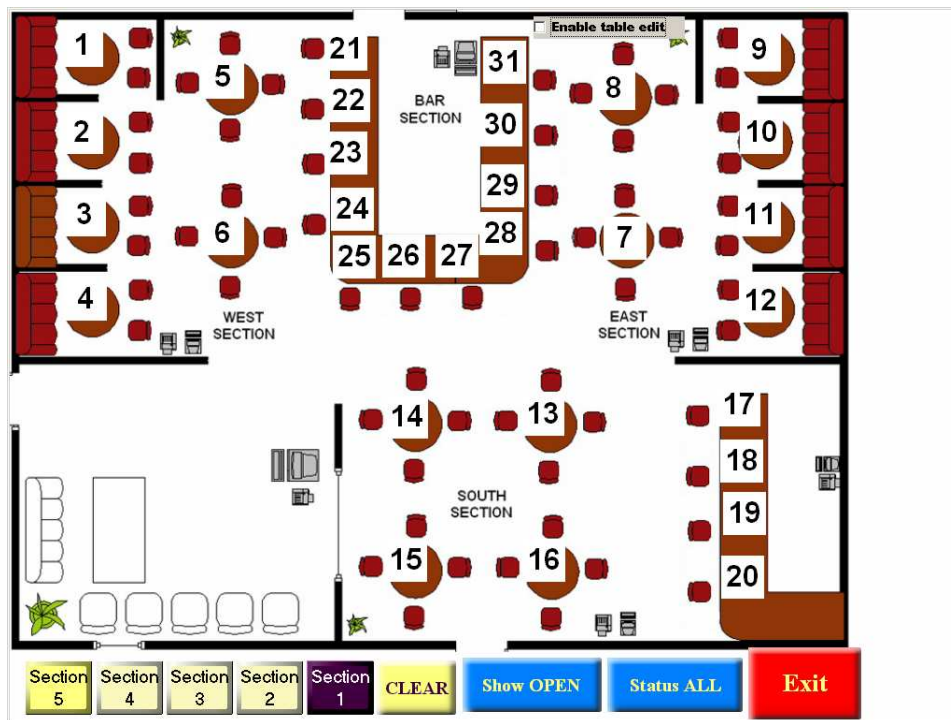 Enable table edit
1
5
21
31
8
9
22
BAR
SECTION
2
23
30
10
3
6
24
29
7
11
25
26
27
28
4
WEST
SECTION
EAST
SECTION
12
14
13
17
18
SOUTH
SECTION
19
15
16
20
Section
5
Section
4
Section
3
Section
2
Section
1
CLEAR
Show OPEN
Status ALL
Exit